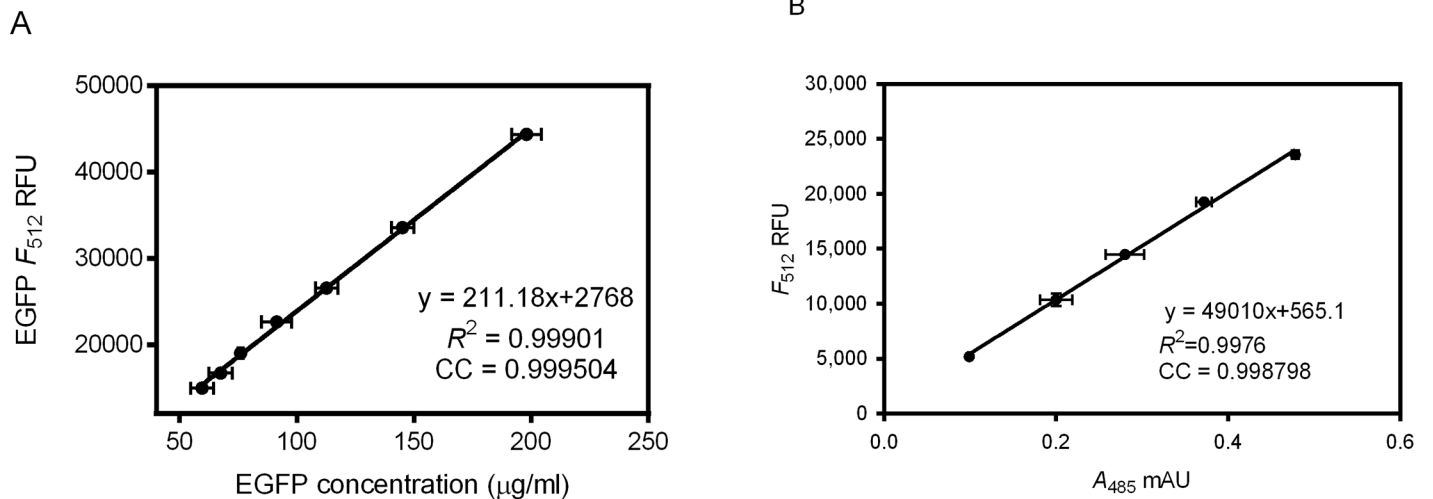 A
50000
40000
30000
20000
EGFP F512 RFU
y = 211.18x+2768
R2 = 0.99901
CC = 0.999504
50 100 150 200 250
EGFP concentration (μg/ml)
B
30,000
25,000
20,000
15,000
10,000
5,000
0
F512 RFU
y = 49010x+565.1
R2=0.9976
CC = 0.998798
0.0 0.2 0.4 0.6
A485 mAU